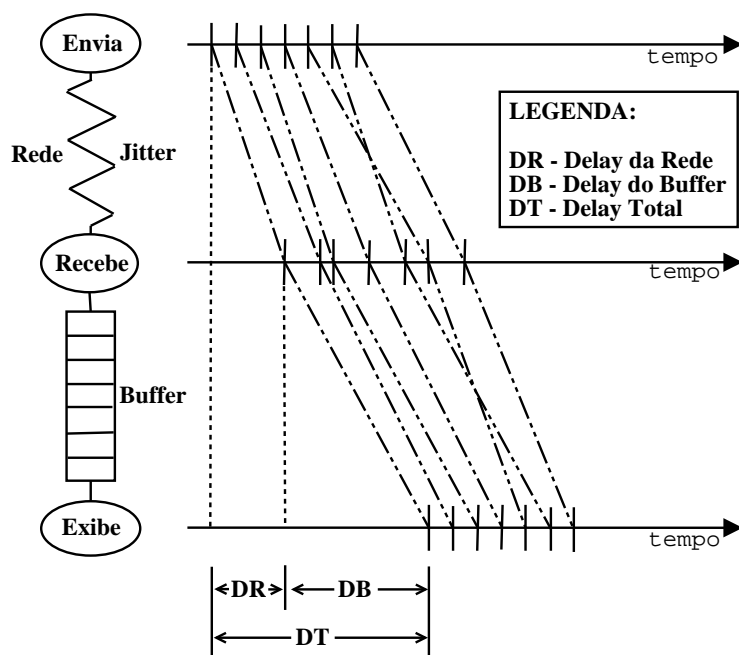 Envia
tempo
LEGENDA:
DR - Delay da Rede
DB - Delay do Buffer
DT - Delay Total
Rede
Jitter
Recebe
tempo
Buffer
Exibe
tempo
DR
DB
DT